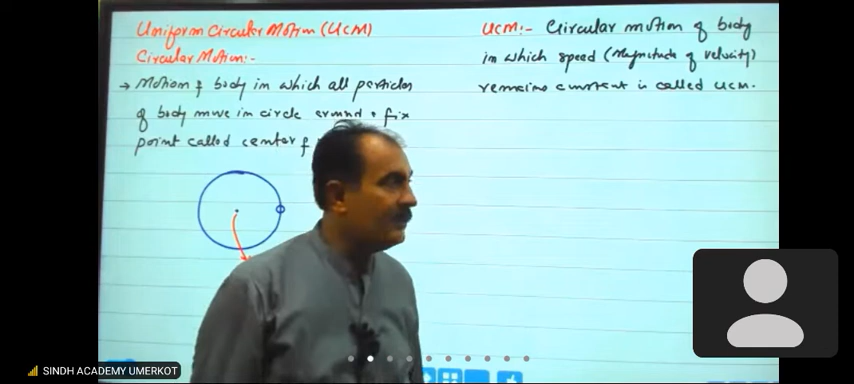 Uniform Circular Motion (UCM)
Circular Motion:-
→ Motion of body in which all particles
of body move in circle around a fix
point called center of
UCM:- Circular motion of body
in which speed (Magnitude of velocity)
remains constant is called UCM.
SINDH ACADEMY UMERKOT